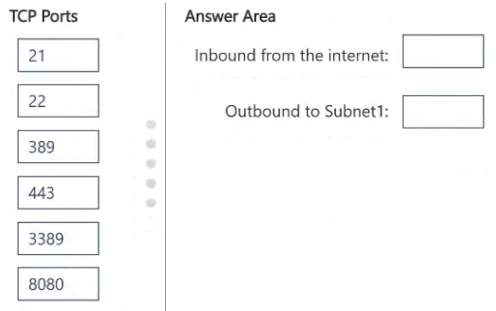 TCP Ports
21
22
389
443
3389
8080
Answer Area
Inbound from the internet:
Outbound to Subnet1: